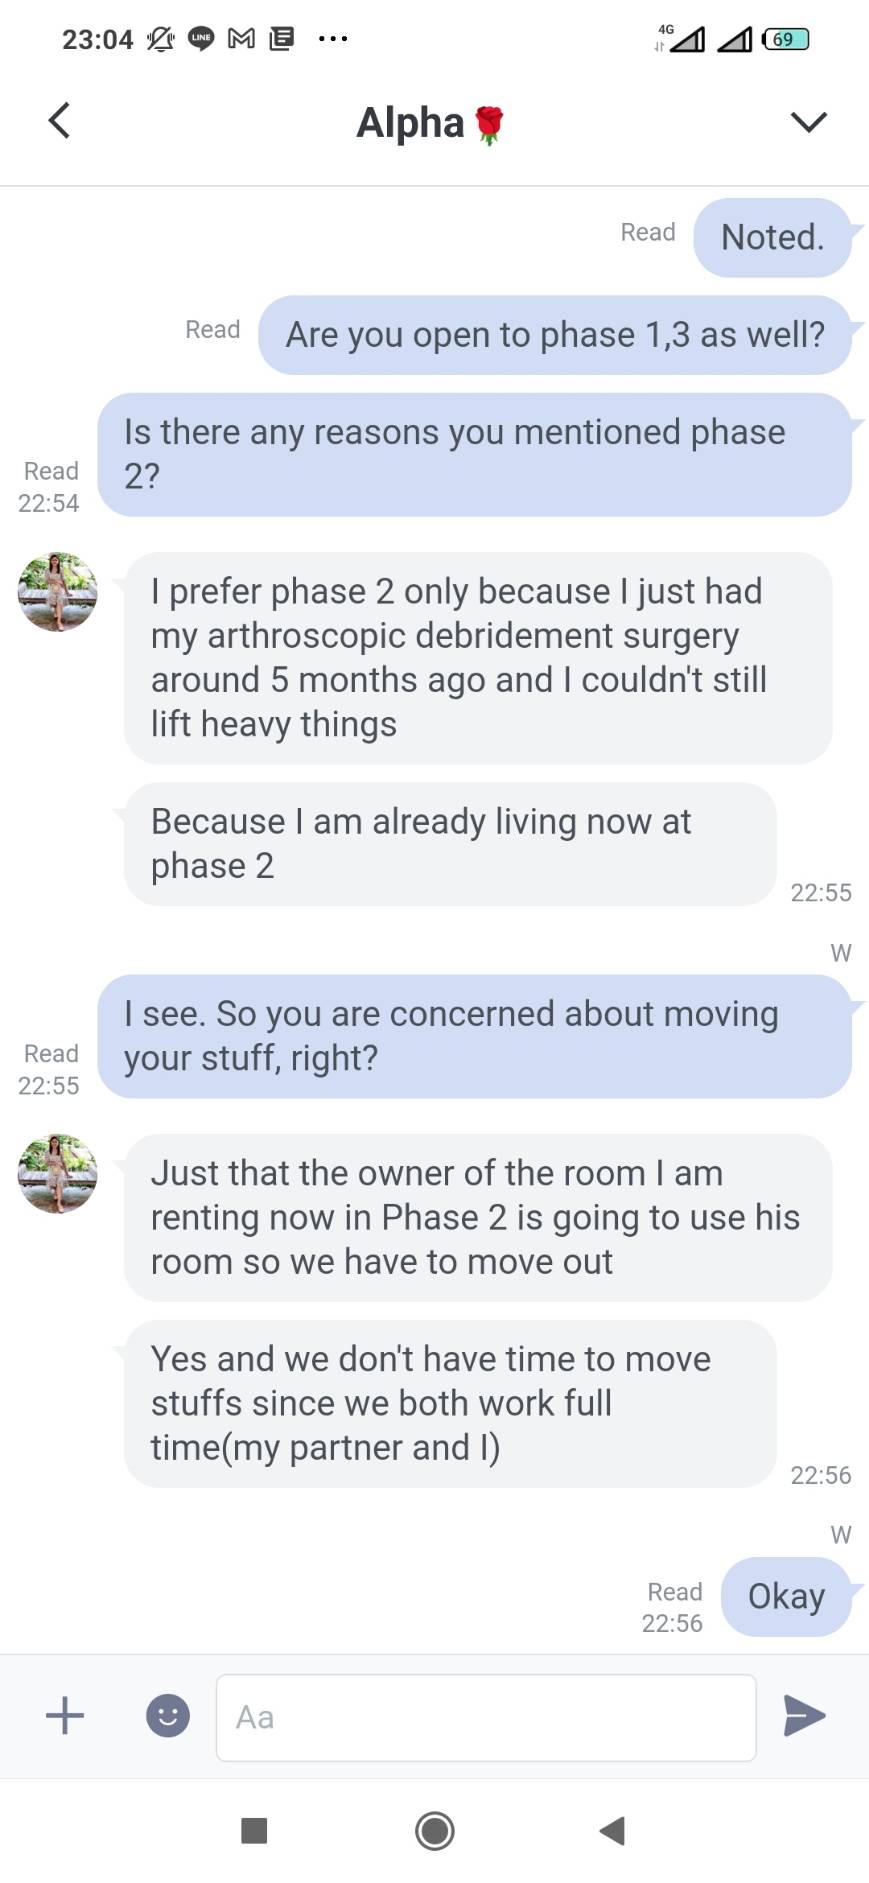 23:04 LINE 4G 69
Alpha🌹
Read Noted.
Read Are you open to phase 1,3 as well?
Is there any reasons you mentioned phase
2?
Read
22:54
I prefer phase 2 only because I just had
my arthroscopic debridement surgery
around 5 months ago and I couldn't still
lift heavy things
Because I am already living now at
phase 2
22:55
W
I see. So you are concerned about moving
your stuff, right?
Read
22:55
Just that the owner of the room I am
renting now in Phase 2 is going to use his
room so we have to move out
Yes and we don't have time to move
stuffs since we both work full
time(my partner and I)
22:56
W
Okay
Read
22:56
Aa